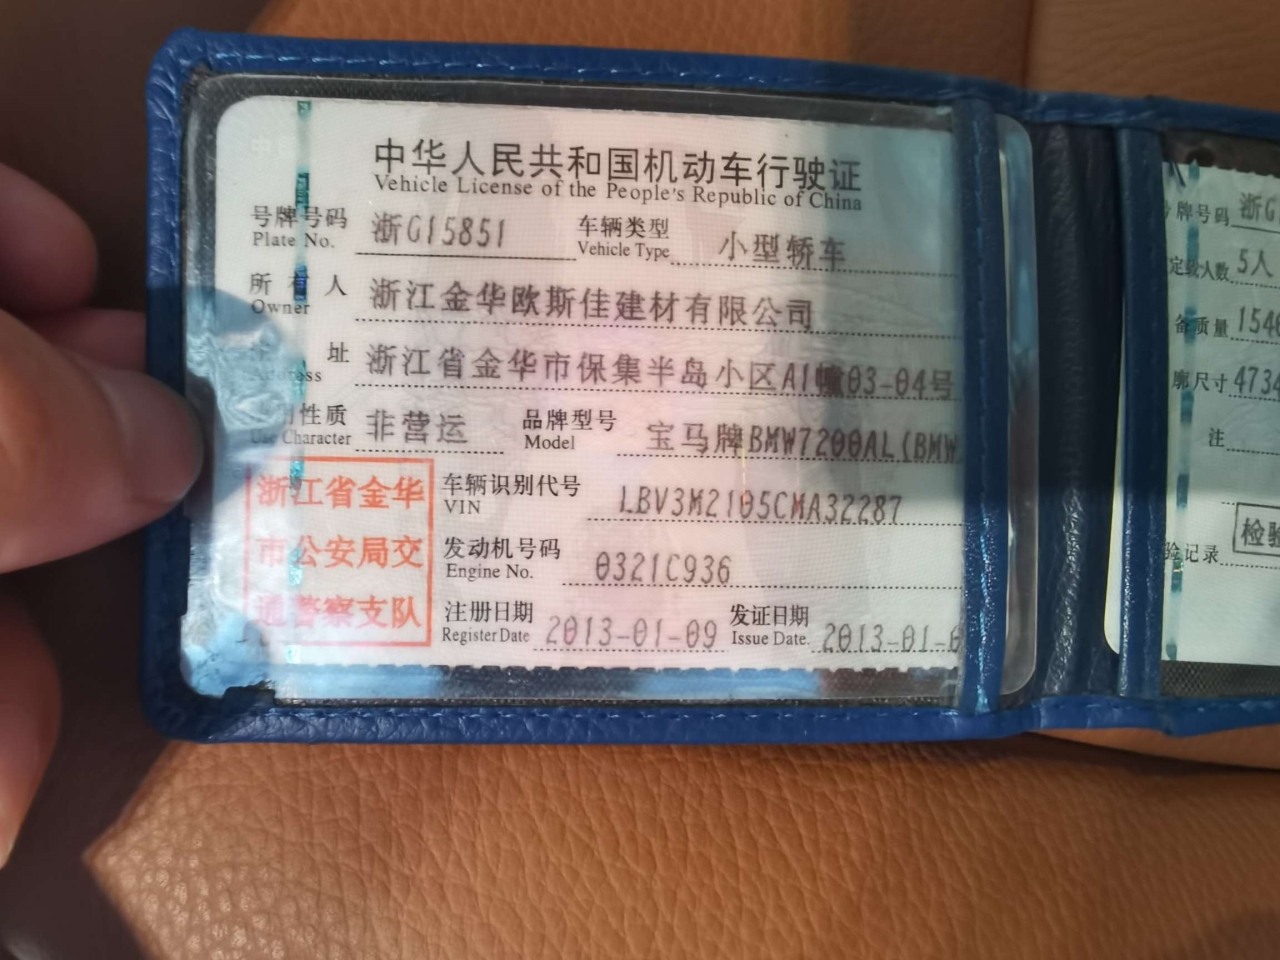 中华人民共和国机动车行驶证
Vehicle License of the People's Republic of China
号牌号码 浙G15851 车辆类型 小型轿车
Plate No. Vehicle Type
所有人 浙江金华欧斯佳建材有限公司
Owner
址 浙江省金华市保集半岛小区A1幢03-04号
Address
用性质 非营运 品牌型号 宝马牌BMW7200AL(BMW
Use Character Model
车辆识别代号 LBV3M2105CMA32287
VIN
发动机号码 0321C936
Engine No.
注册日期 2013-01-09 发证日期 2013-01-0
Register Date Issue Date.
浙江省金华
市公安局交
通警察支队
号牌号码 浙G
定载人数 5人
备质量 154
廓尺寸 4734
注
检验
验记录